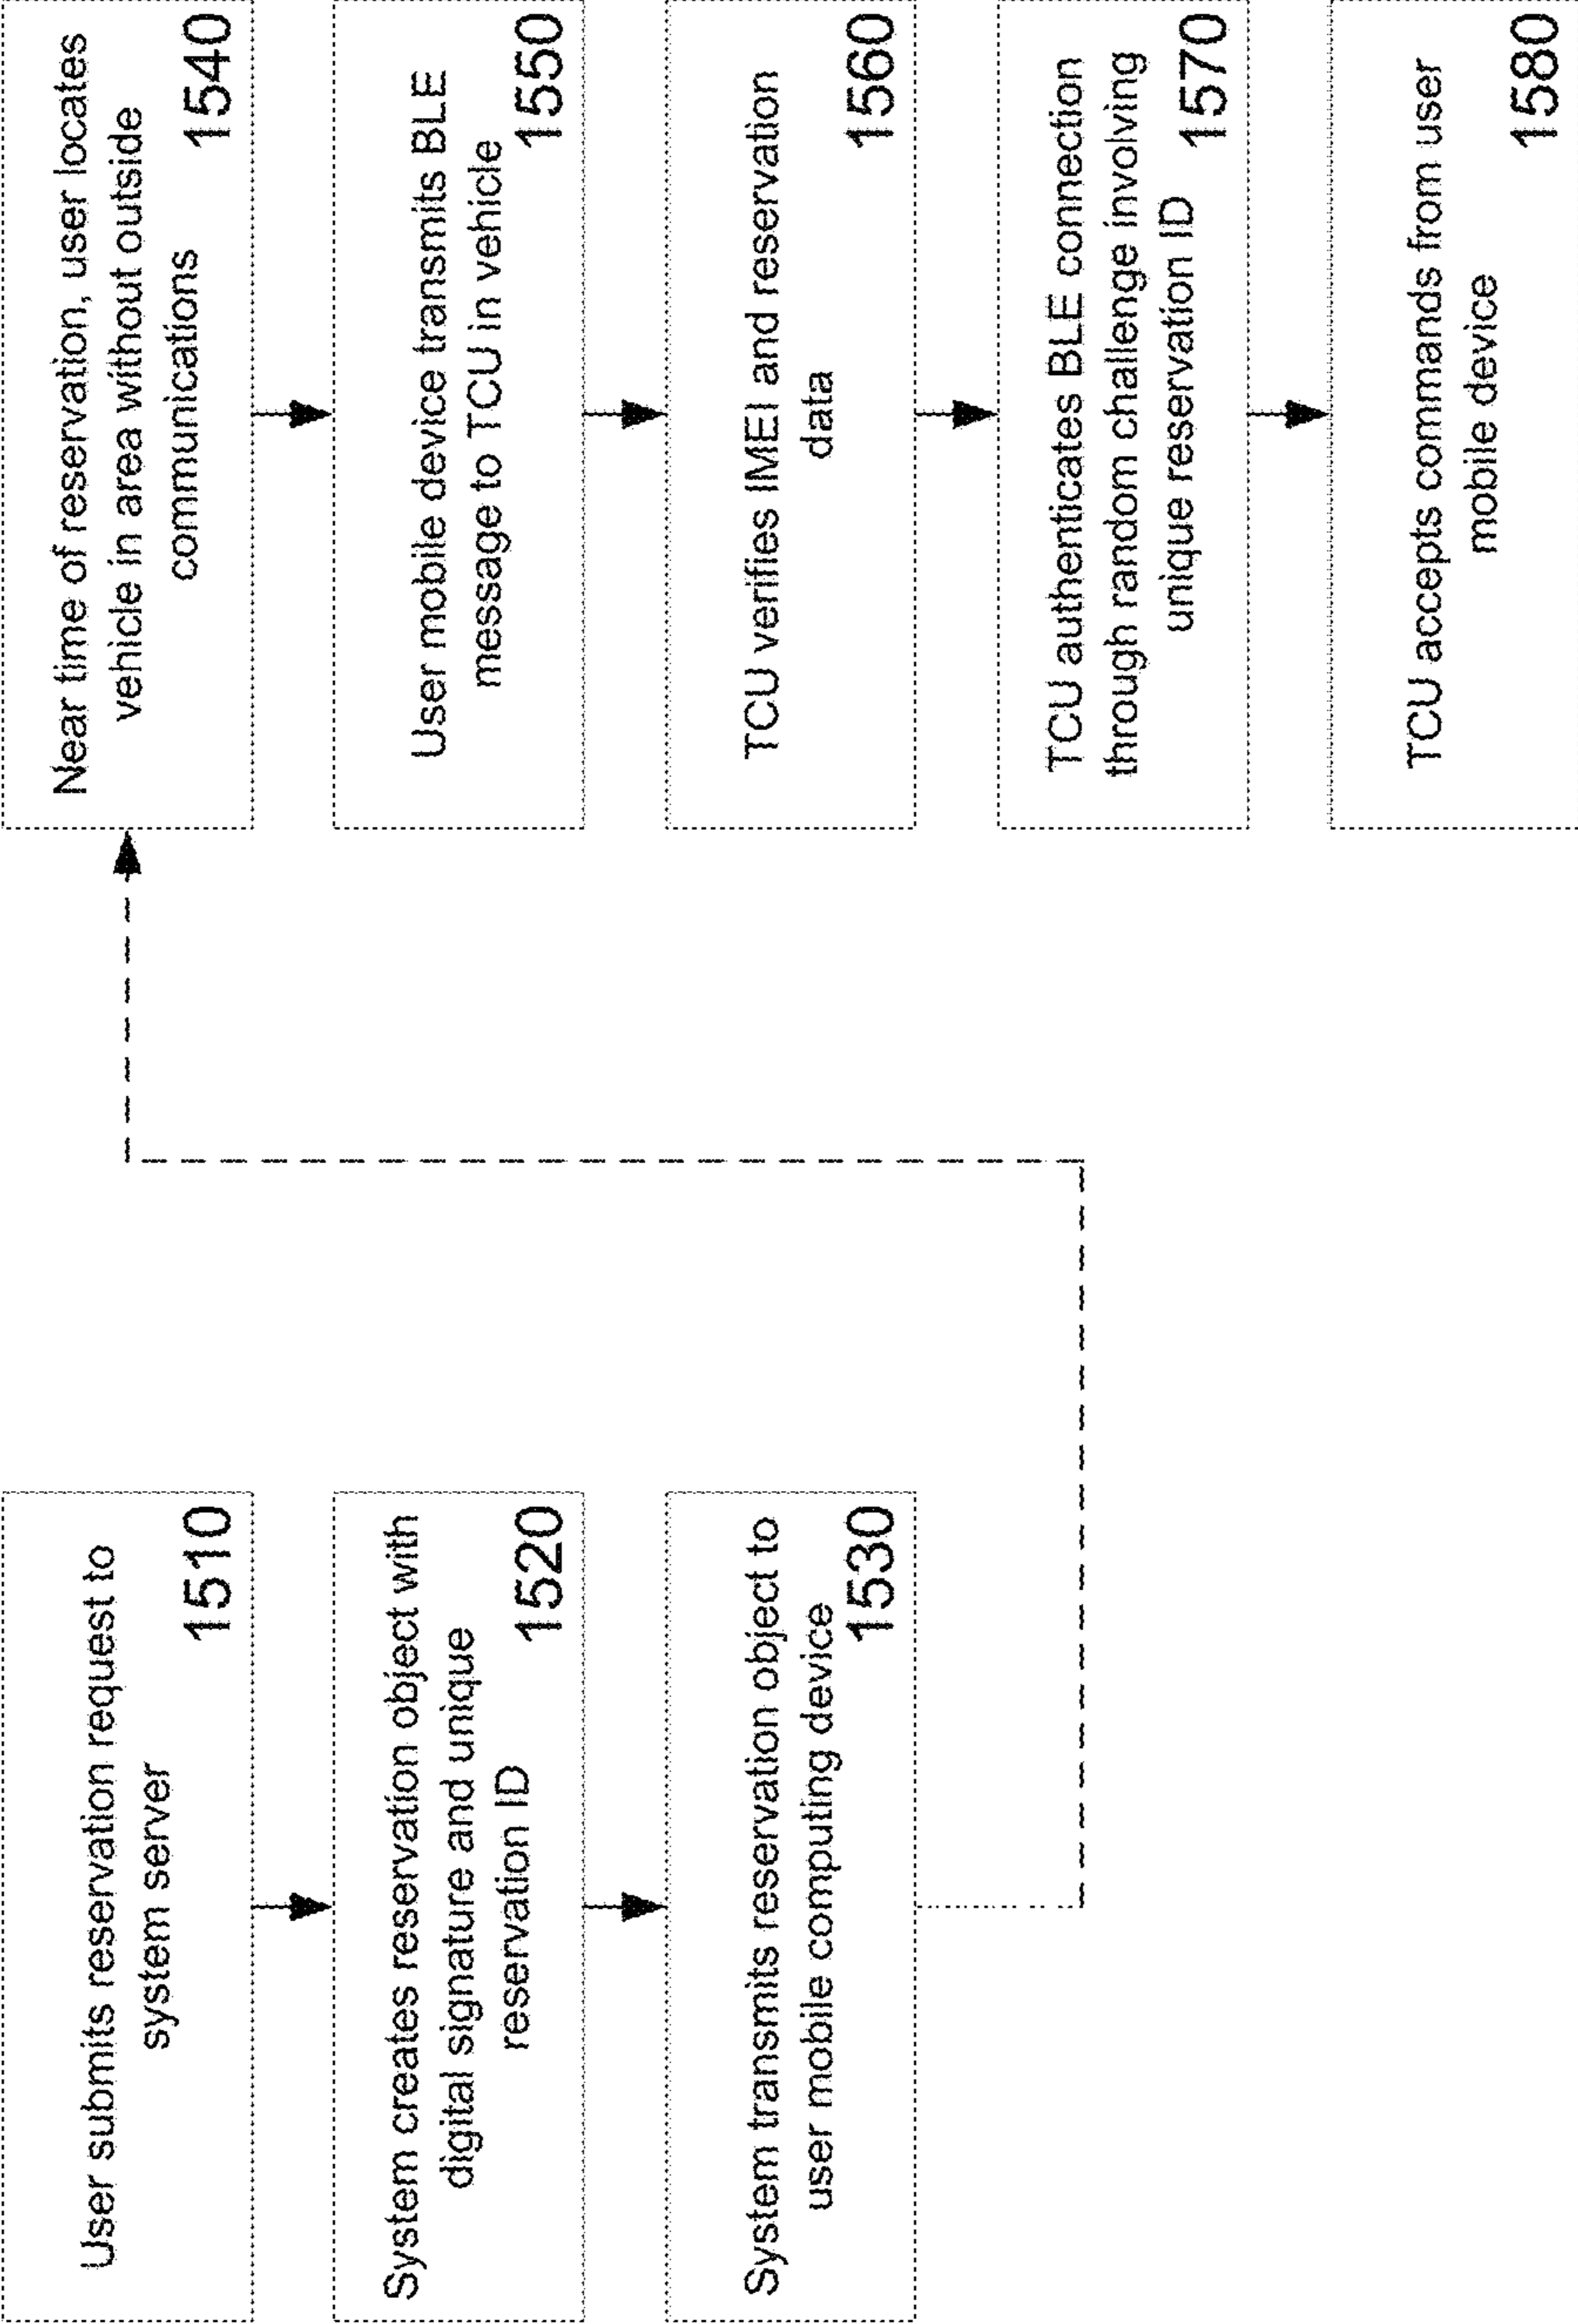 User submits reservation request to
system server
1510
System creates reservation object with
digital signature and unique
reservation ID
1520
System transmits reservation object to
user mobile computing device
1530
Near time of reservation, user locates
vehicle in area without outside
communications
1540
User mobile device transmits BLE
message to TCU in vehicle
1550
TCU verifies IMEI and reservation
data
1560
TCU authenticates BLE connection
through random challenge involving
unique reservation ID
1570
TCU accepts commands from user
mobile device
1580